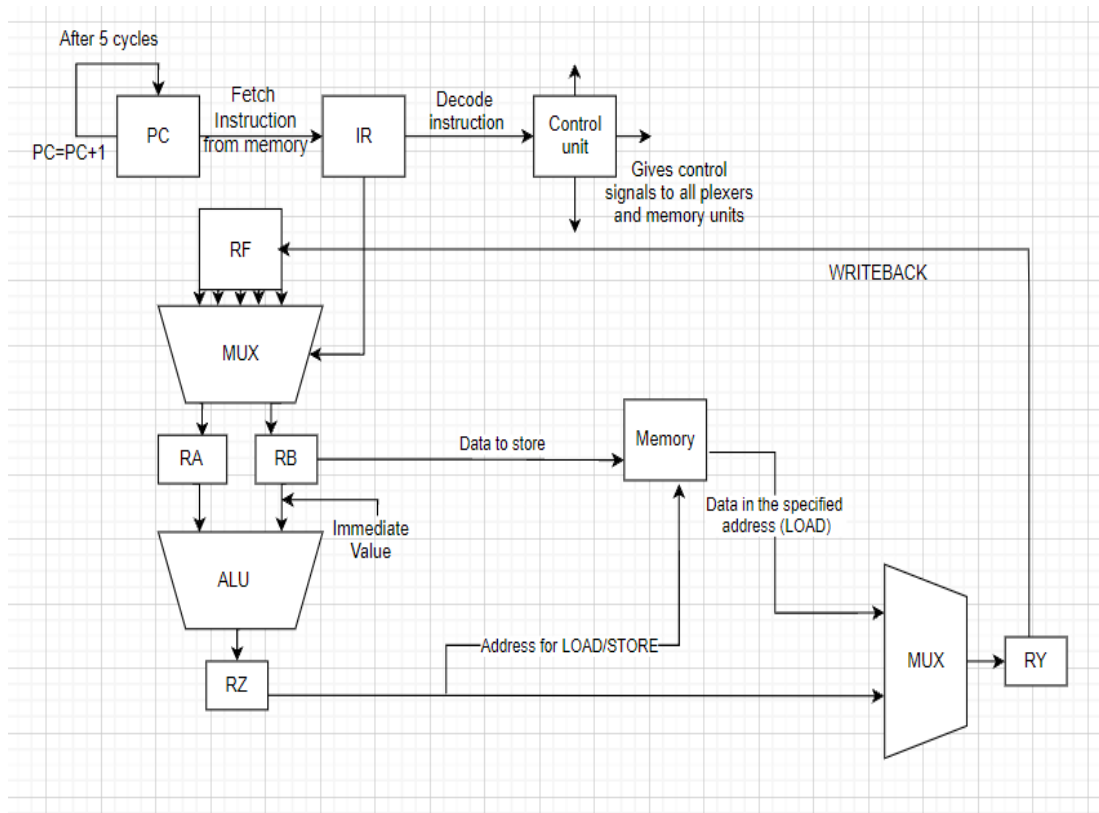 After 5 cycles
PC
PC=PC+1
Fetch
Instruction
from memory
IR
Decode
instruction
Control
unit
Gives control
signals to all plexers
and memory units
RF
WRITEBACK
MUX
RA
RB
Data to store
Memory
Data in the specified
address (LOAD)
Immediate
Value
ALU
Address for LOAD/STORE
RZ
MUX
RY